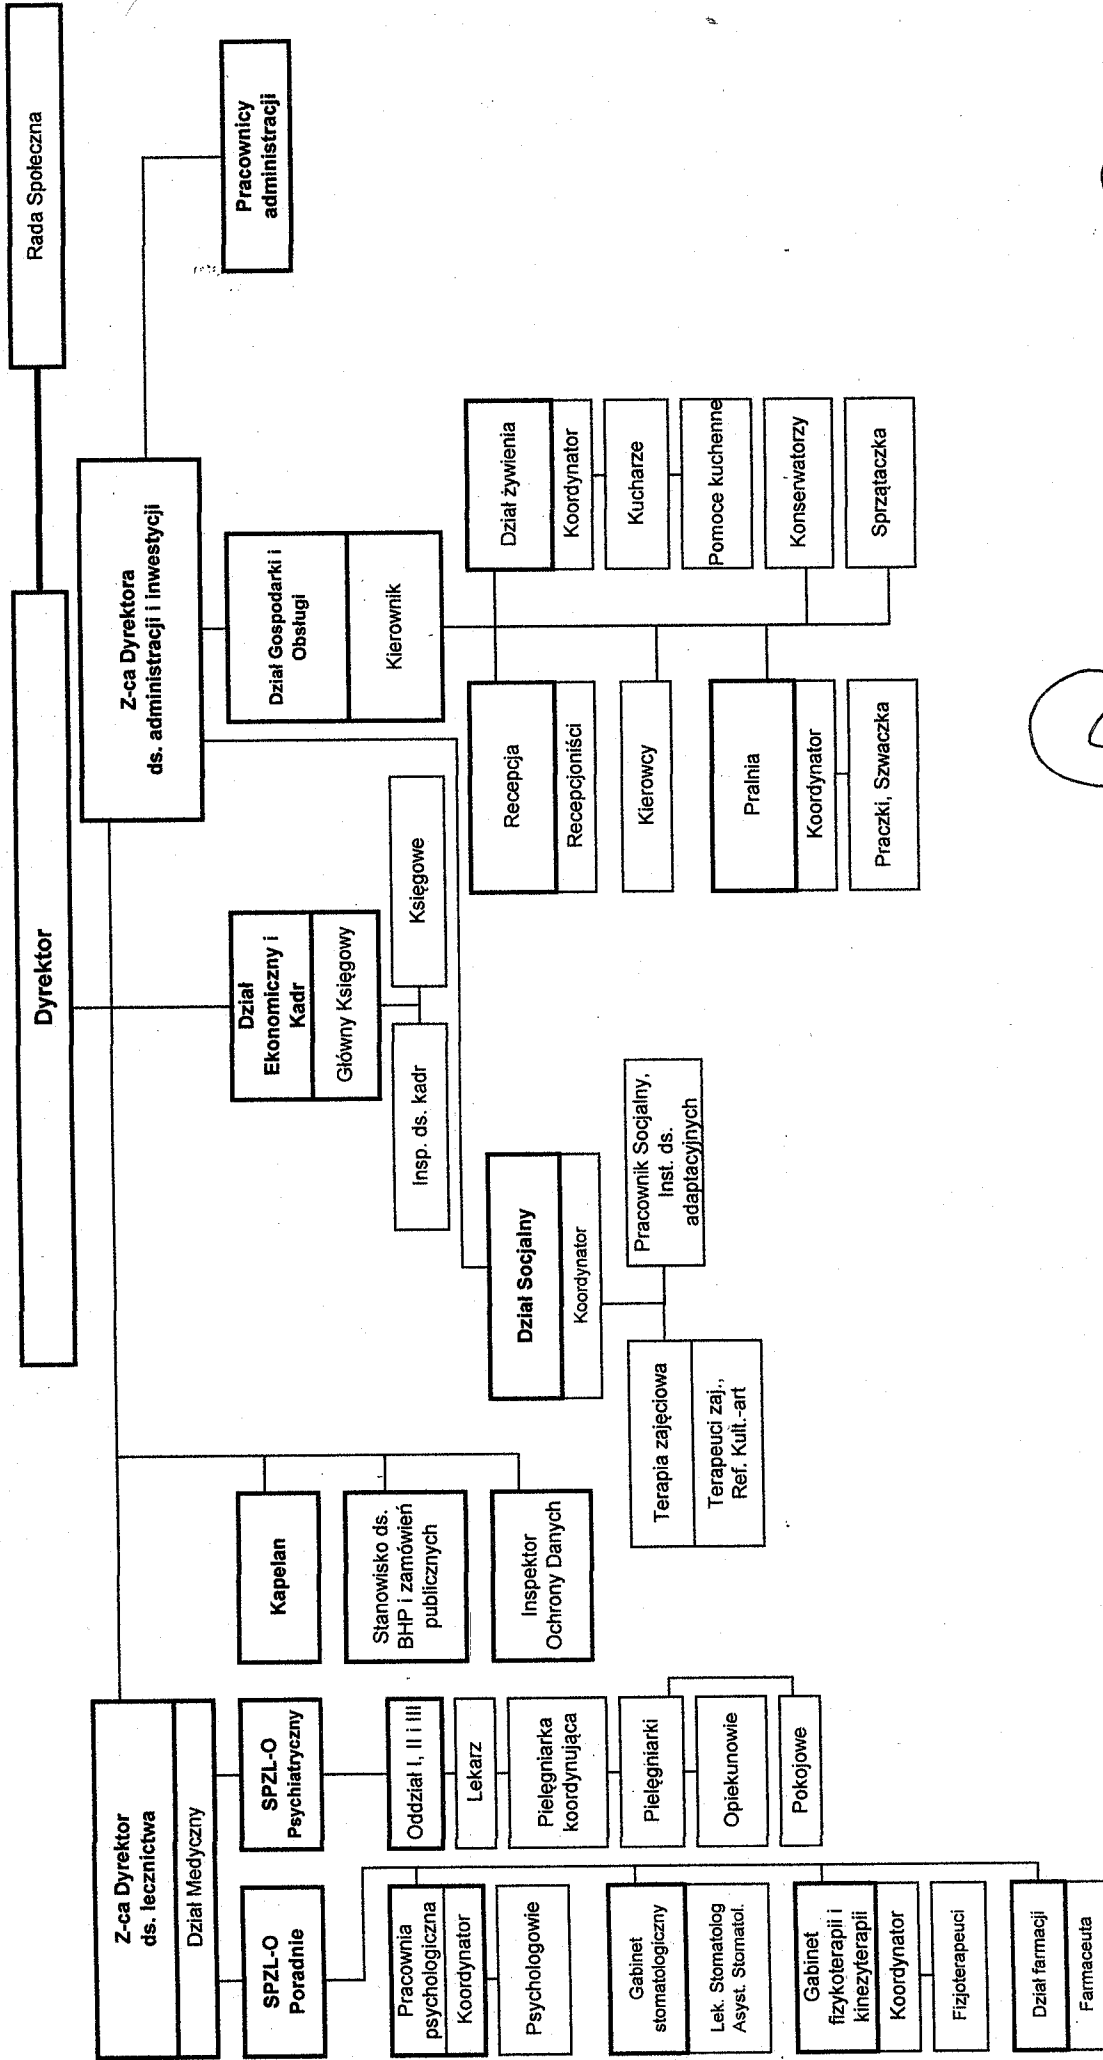 Rada Społeczna
Dyrektor
Z-ca Dyrektor
ds. lecznictwa
Dział Medyczny
Z-ca Dyrektora
ds. administracji i inwestycji
SPZL-O
Poradnie
SPZL-O
Psychiatryczny
Kapelan
Stanowisko ds.
BHP i zamówień
publicznych
Inspektor
Ochrony Danych
Dział
Ekonomiczny i
Kadr
Główny Księgowy
Insp. ds. kadr
Księgowe
Dział Gospodarki i
Obsługi
Kierownik
Pracownicy
administracji
Pracownia
psychologiczna
Koordynator
Psychologowie
Gabinet
stomatologiczny
Lek. Stomatolog
Asyst. Stomatol.
Gabinet
fizykoterapii i
kinezyterapii
Koordynator
Fizjoterapeuci
Dział farmacji
Farmaceuta
Oddział I, II i III
Lekarz
Pielęgniarka
koordynująca
Pielęgniarki
Opiekunowie
Pokojowe
Dział Socjalny
Koordynator
Terapia zajęciowa
Terapeuci zaj.,
Ref. Kult.-art
Pracownik Socjalny,
Inst. ds.
adaptacyjnych
Recepcja
Recepcjoniści
Kierowcy
Pralnia
Koordynator
Praczki, Szwaczka
Dział żywienia
Koordynator
Kucharze
Pomoce kuchenne
Konserwatorzy
Sprzątaczka